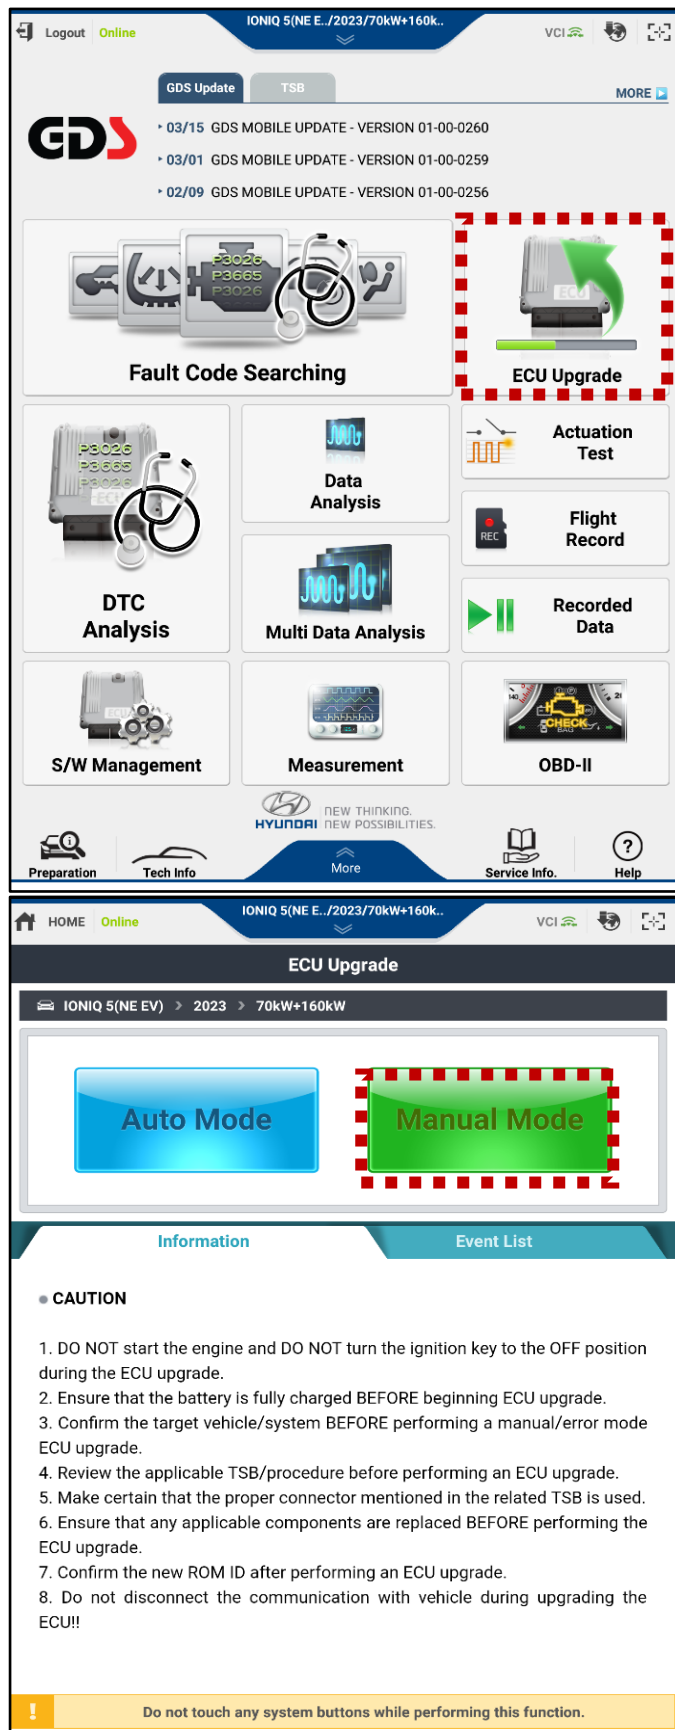 Logout Online
IONIQ 5(NE E../2023/70kW+160k..
VCI
GDS Update TSB
MORE
GDS
03/15 GDS MOBILE UPDATE - VERSION 01-00-0260
03/01 GDS MOBILE UPDATE - VERSION 01-00-0259
02/09 GDS MOBILE UPDATE - VERSION 01-00-0256
P3026
P3665
P3026
ECU
Fault Code Searching
ECU Upgrade
P3026
P3665
P3026
ECU
DTC
Analysis
Data
Analysis
Multi Data Analysis
Actuation
Test
REC
Flight
Record
Recorded
Data
ECU
S/W Management
Measurement
CHECK
OBD-II
HYUNDAI
NEW THINKING.
NEW POSSIBILITIES.
Preparation
Tech Info
More
Service Info.
?
Help
HOME Online
IONIQ 5(NE E../2023/70kW+160k..
VCI
ECU Upgrade
IONIQ 5(NE EV) > 2023 > 70kW+160kW
Auto Mode
Manual Mode
Information
Event List
CAUTION
1. DO NOT start the engine and DO NOT turn the ignition key to the OFF position
during the ECU upgrade.
2. Ensure that the battery is fully charged BEFORE beginning ECU upgrade.
3. Confirm the target vehicle/system BEFORE performing a manual/error mode
ECU upgrade.
4. Review the applicable TSB/procedure before performing an ECU upgrade.
5. Make certain that the proper connector mentioned in the related TSB is used.
6. Ensure that any applicable components are replaced BEFORE performing the
ECU upgrade.
7. Confirm the new ROM ID after performing an ECU upgrade.
8. Do not disconnect the communication with vehicle during upgrading the
ECU!!
! Do not touch any system buttons while performing this function.